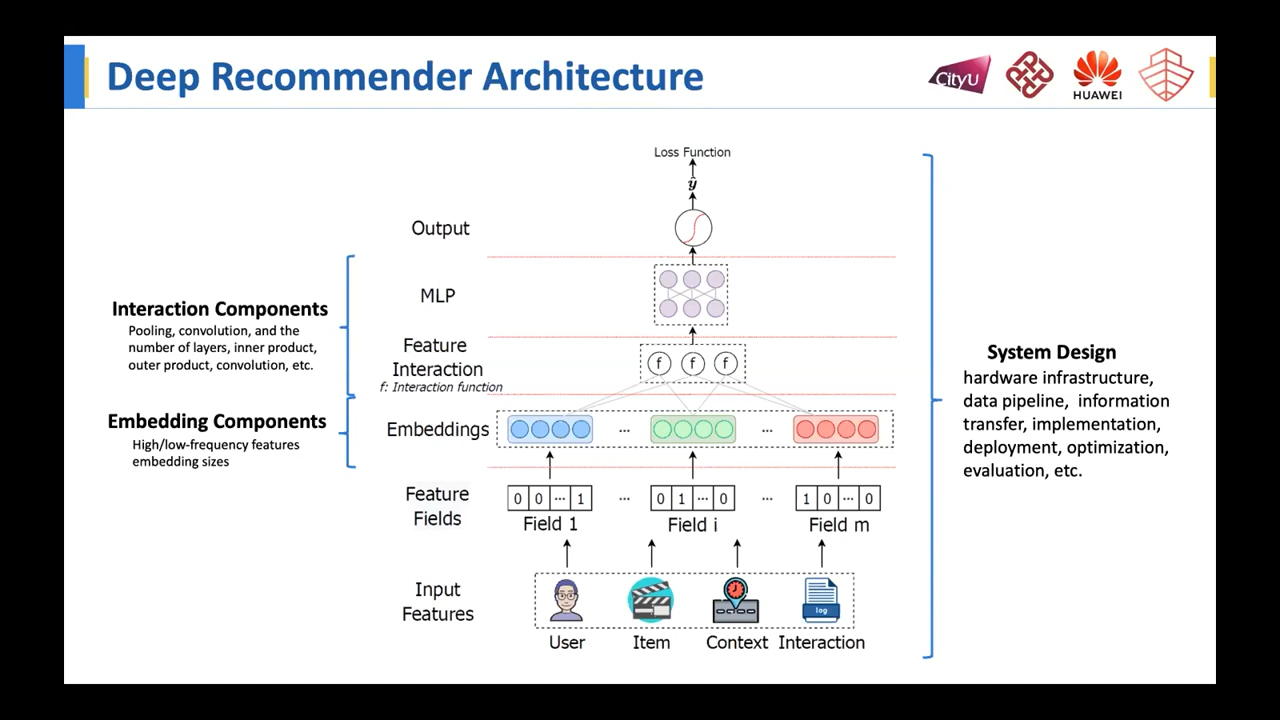 Deep Recommender Architecture
CityU
HUAWEI
Loss Function
ŷ
Output
MLP
Interaction Components
Pooling, convolution, and the
number of layers, inner product,
outer product, convolution, etc.
Feature
Interaction
f: Interaction function
f f f
Embedding Components
High/low-frequency features
embedding sizes
Embeddings
... ...
Feature
Fields
0 0 ... 1 ... 0 1 ... 0 ... 1 0 ... 0
Field 1 Field i Field m
Input
Features
log
User Item Context Interaction
System Design
hardware infrastructure,
data pipeline, information
transfer, implementation,
deployment, optimization,
evaluation, etc.